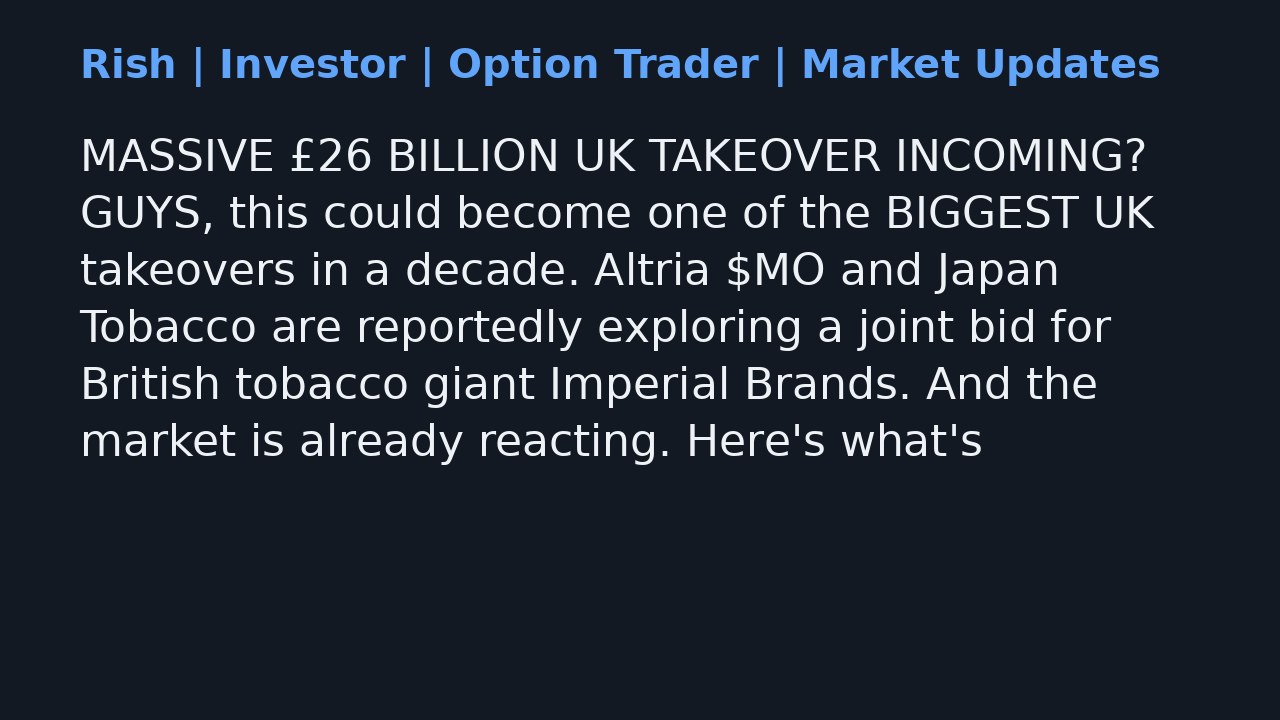 Rish | Investor | Option Trader | Market Updates
MASSIVE £26 BILLION UK TAKEOVER INCOMING?
GUYS, this could become one of the BIGGEST UK
takeovers in a decade. Altria $MO and Japan
Tobacco are reportedly exploring a joint bid for
British tobacco giant Imperial Brands. And the
market is already reacting. Here's what's